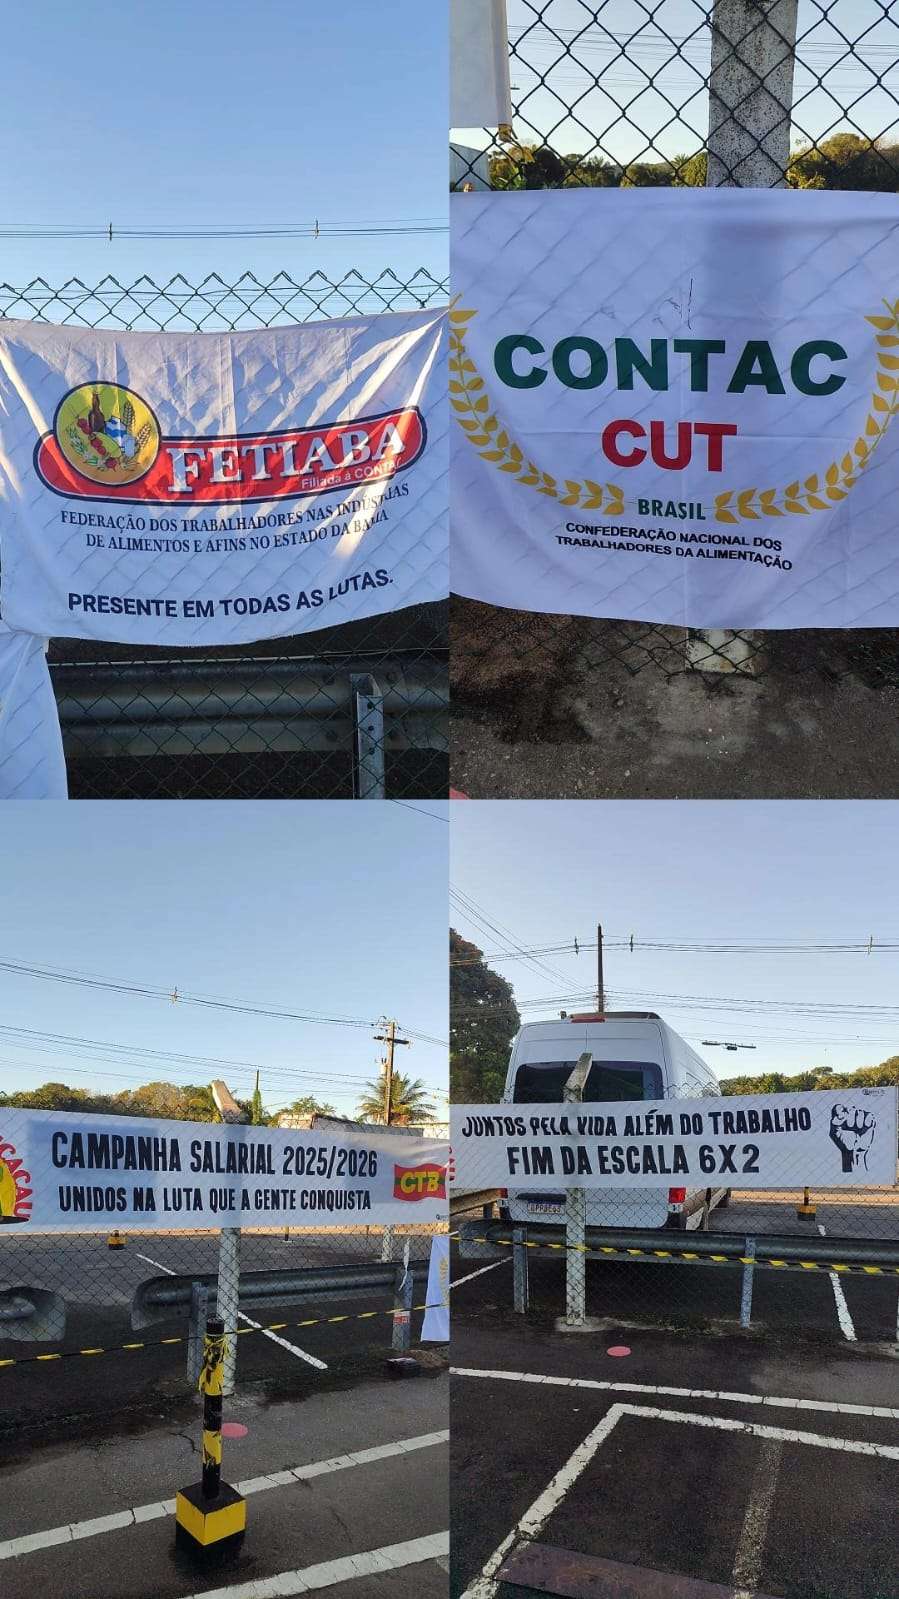 FETIABA
Filiada à CONTAC
FEDERAÇÃO DOS TRABALHADORES NAS INDÚSTRIAS
DE ALIMENTOS E AFINS NO ESTADO DA BAHIA
PRESENTE EM TODAS AS LUTAS.
CONTAC
CUT
BRASIL
CONFEDERAÇÃO NACIONAL DOS
TRABALHADORES DA ALIMENTAÇÃO
CAMPANHA SALARIAL 2025/2026
UNIDOS NA LUTA QUE A GENTE CONQUISTA
CTB
JUNTOS PELA VIDA ALÉM DO TRABALHO
FIM DA ESCALA 6X2